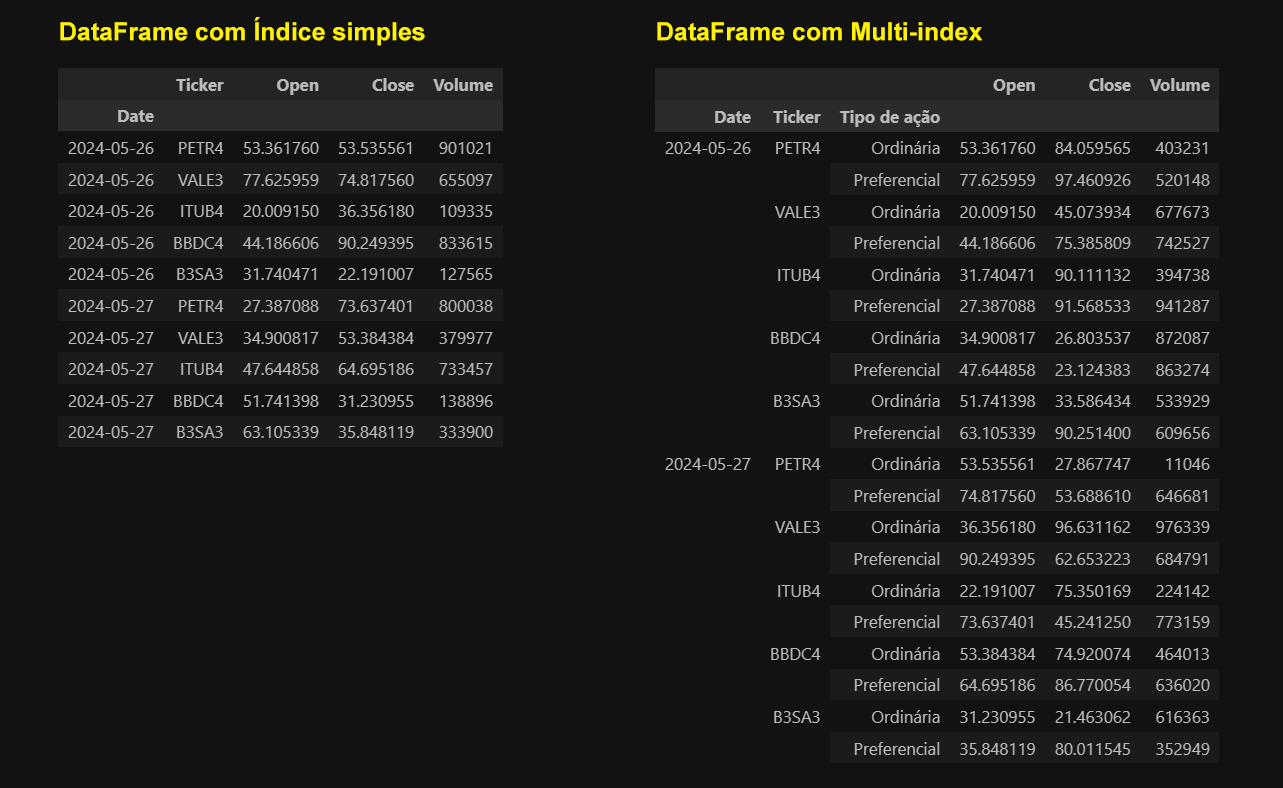 DataFrame com Índice simples
Ticker Open Close Volume
Date
2024-05-26 PETR4 53.361760 53.535561 901021
2024-05-26 VALE3 77.625959 74.817560 655097
2024-05-26 ITUB4 20.009150 36.356180 109335
2024-05-26 BBDC4 44.186606 90.249395 833615
2024-05-26 B3SA3 31.740471 22.191007 127565
2024-05-27 PETR4 27.387088 73.637401 800038
2024-05-27 VALE3 34.900817 53.384384 379977
2024-05-27 ITUB4 47.644858 64.695186 733457
2024-05-27 BBDC4 51.741398 31.230955 138896
2024-05-27 B3SA3 63.105339 35.848119 333900
DataFrame com Multi-index
Open Close Volume
Date Ticker Tipo de ação
2024-05-26 PETR4 Ordinária 53.361760 84.059565 403231
Preferencial 77.625959 97.460926 520148
VALE3 Ordinária 20.009150 45.073934 677673
Preferencial 44.186606 75.385809 742527
ITUB4 Ordinária 31.740471 90.111132 394738
Preferencial 27.387088 91.568533 941287
BBDC4 Ordinária 34.900817 26.803537 872087
Preferencial 47.644858 23.124383 863274
B3SA3 Ordinária 51.741398 33.586434 533929
Preferencial 63.105339 90.251400 609656
2024-05-27 PETR4 Ordinária 53.535561 27.867747 11046
Preferencial 74.817560 53.688610 646681
VALE3 Ordinária 36.356180 96.631162 976339
Preferencial 90.249395 62.653223 684791
ITUB4 Ordinária 22.191007 75.350169 224142
Preferencial 73.637401 45.241250 773159
BBDC4 Ordinária 53.384384 74.920074 464013
Preferencial 64.695186 86.770054 636020
B3SA3 Ordinária 31.230955 21.463062 616363
Preferencial 35.848119 80.011545 352949